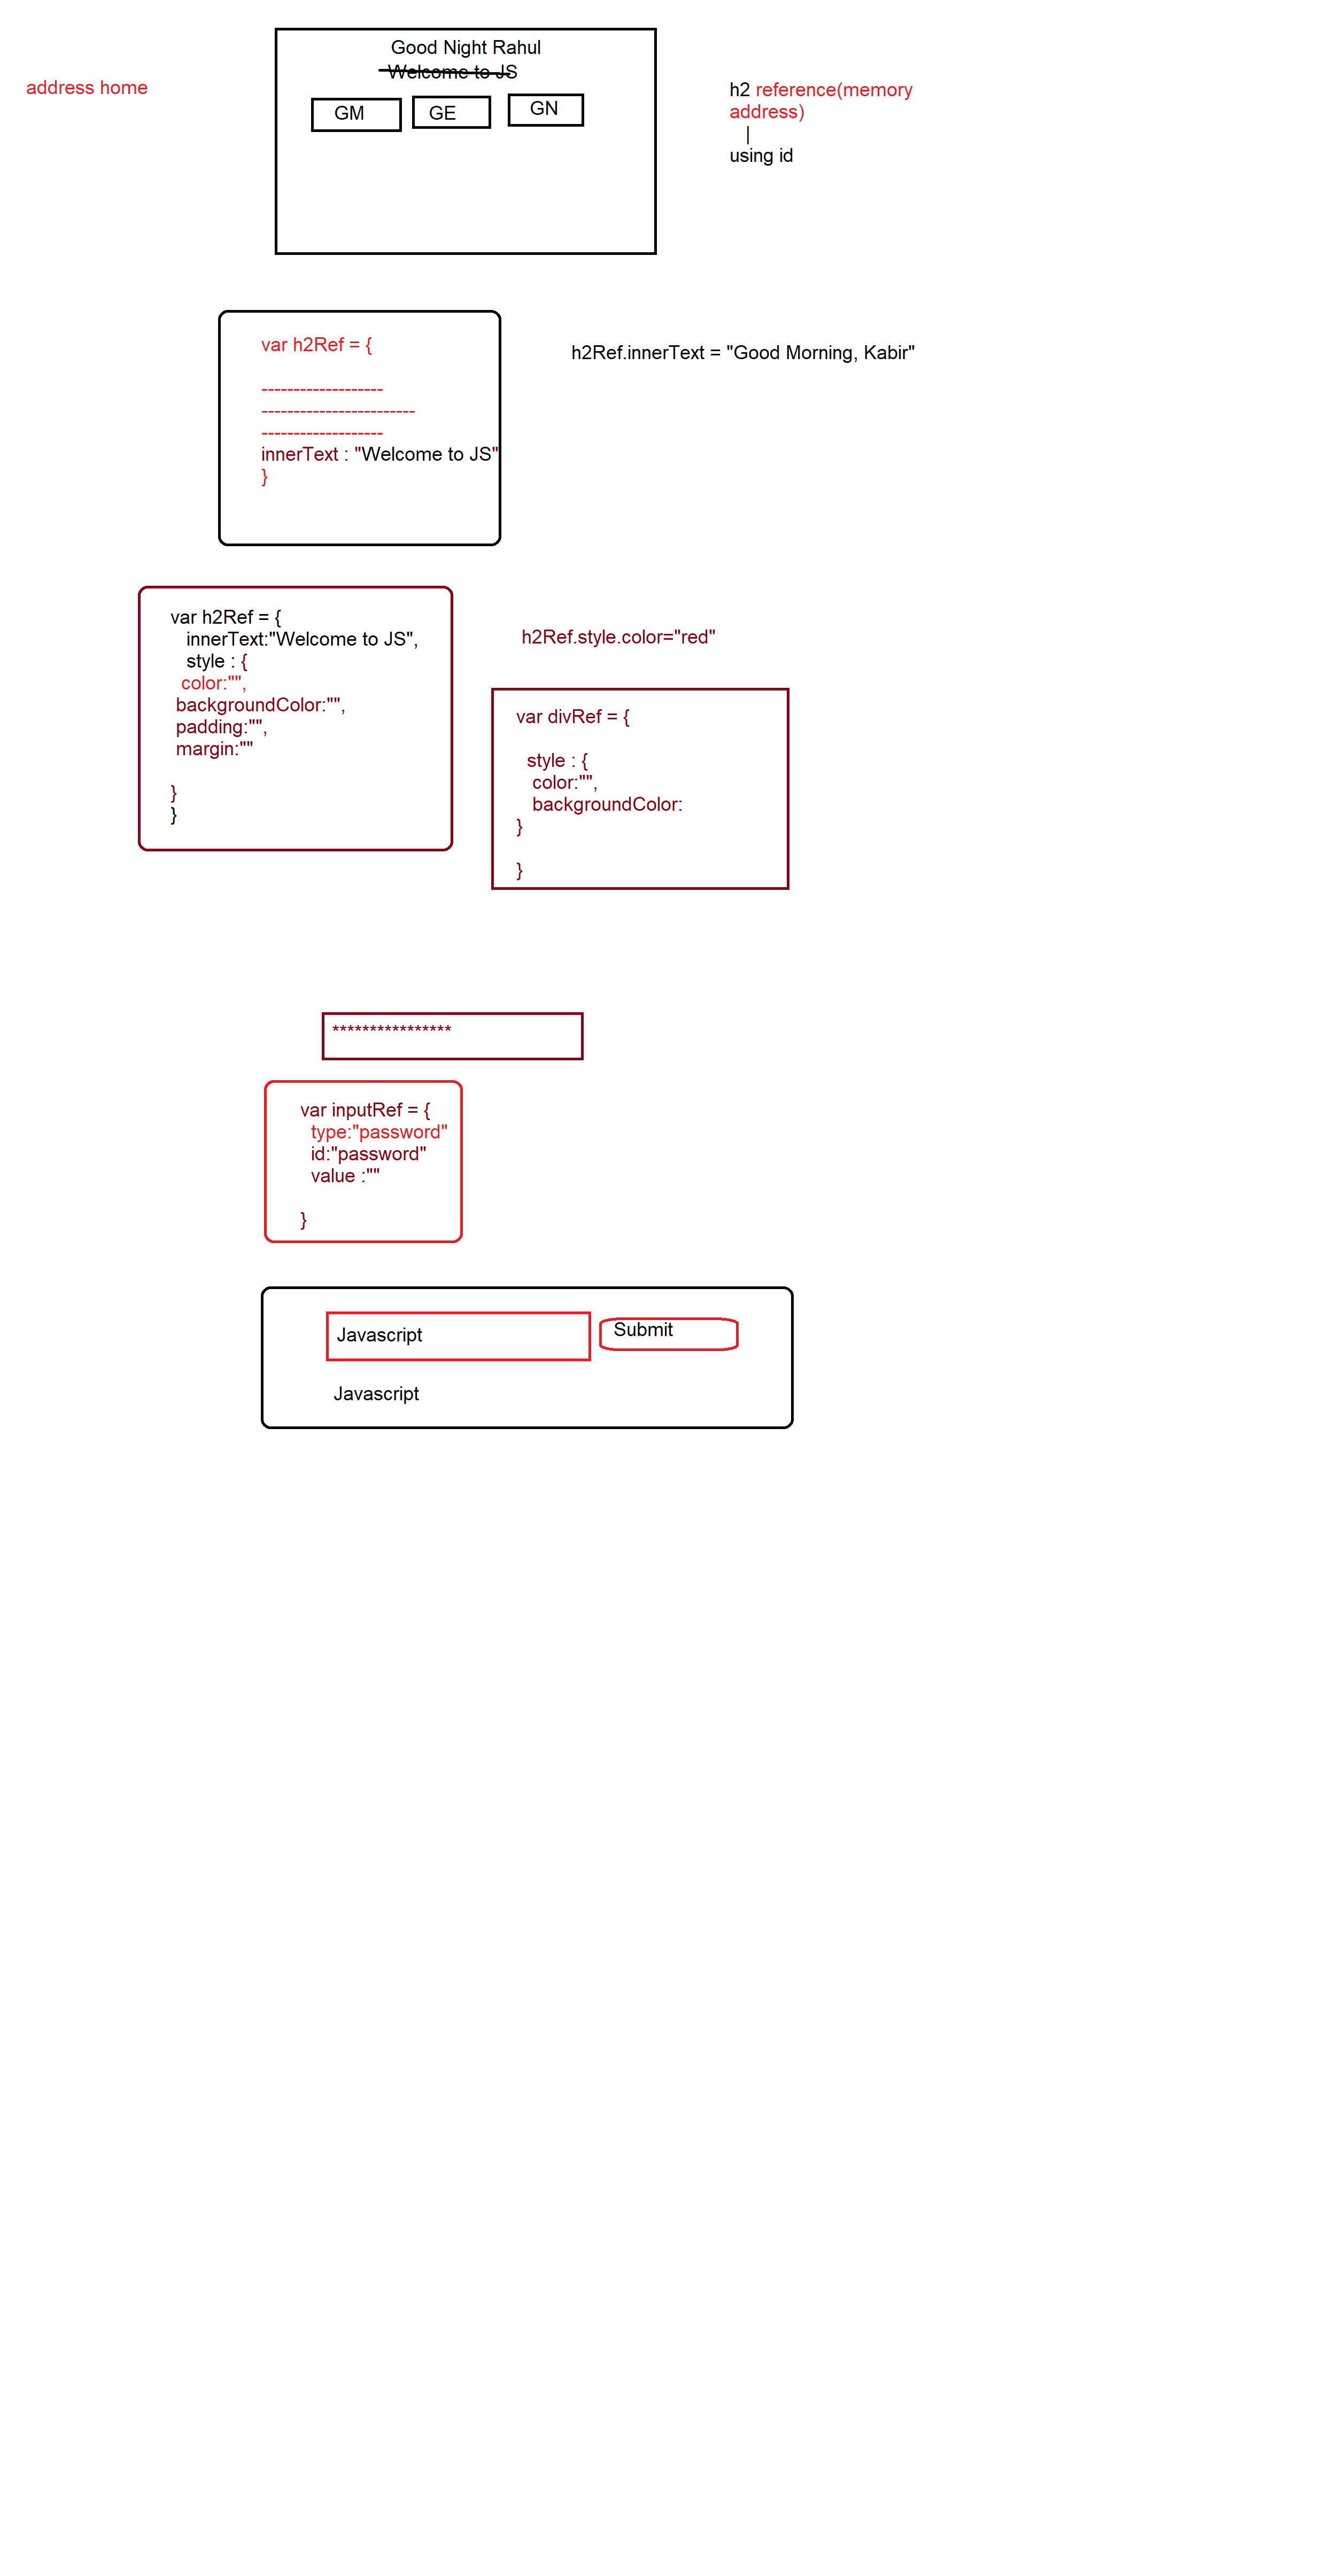 Good Night Rahul
Welcome to JS
address home
GM
GE
GN
h2 reference(memory
address)
|
using id
var h2Ref = {
-------------------
------------------------
-------------------
innerText : "Welcome to JS"
}
h2Ref.innerText = "Good Morning, Kabir"
var h2Ref = {
innerText:"Welcome to JS",
style : {
color:"",
backgroundColor:"",
padding:"",
margin:""
}
}
h2Ref.style.color="red"
var divRef = {
style : {
color:"",
backgroundColor:
}
}
****************
var inputRef = {
type:"password"
id:"password"
value :""
}
Javascript
Submit
Javascript